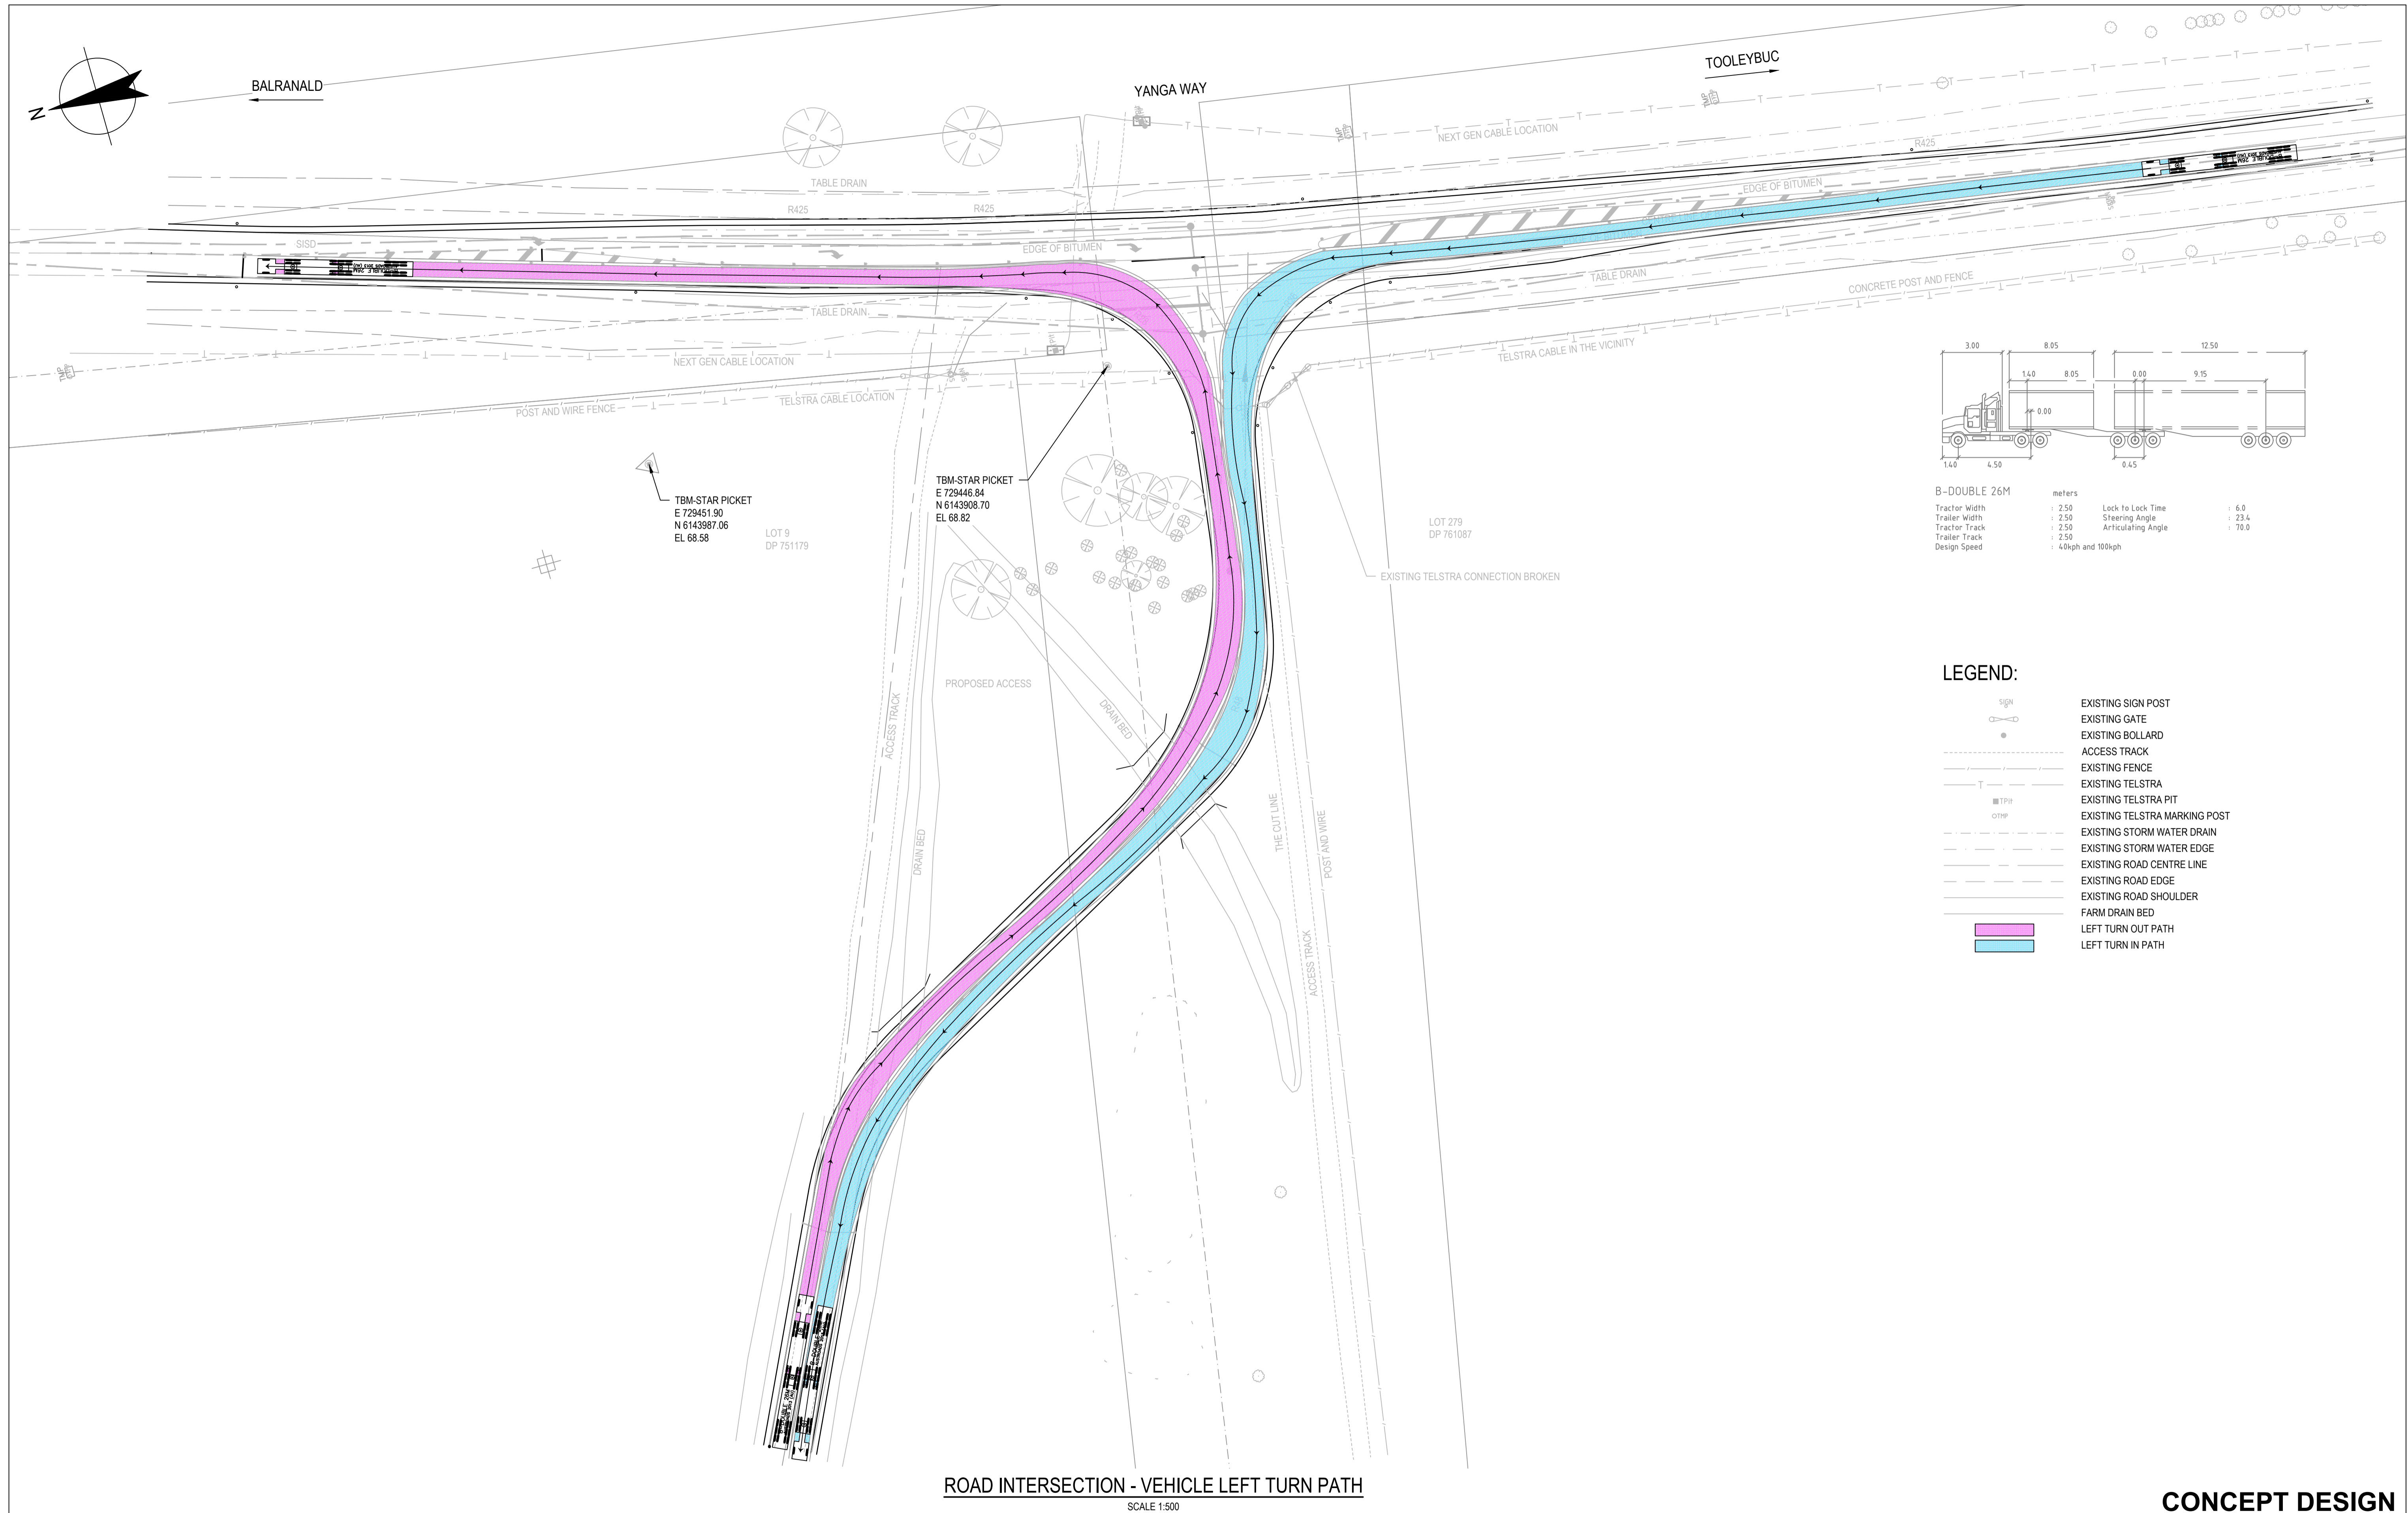 BALRANALD
YANGA WAY
TOOLEYBUC
N
NEXT GEN CABLE LOCATION
TABLE DRAIN
R425
R425
R425
EDGE OF BITUMEN
SISD
EDGE OF BITUMEN
TABLE DRAIN
TABLE DRAIN
CONCRETE POST AND FENCE
TELSTRA CABLE IN THE VICINITY
NEXT GEN CABLE LOCATION
POST AND WIRE FENCE
TELSTRA CABLE LOCATION
TBM-STAR PICKET
E 729451.90
N 6143987.06
EL 68.58
TBM-STAR PICKET
E 729446.84
N 6143908.70
EL 68.82
LOT 9
DP 751179
LOT 279
DP 761087
EXISTING TELSTRA CONNECTION BROKEN
PROPOSED ACCESS
DRAIN BED
ACCESS TRACK
DRAIN BED
THE CUT LINE
POST AND WIRE
ACCESS TRACK
3.00 8.05 12.50
1.40 8.05 0.00 9.15
0.00
1.40 4.50 0.45
B-DOUBLE 26M meters
Tractor Width : 2.50 Lock to Lock Time : 6.0
Trailer Width : 2.50 Steering Angle : 23.4
Tractor Track : 2.50 Articulating Angle : 70.0
Trailer Track : 2.50
Design Speed : 40kph and 100kph
LEGEND:
SIGN EXISTING SIGN POST
EXISTING GATE
EXISTING BOLLARD
ACCESS TRACK
EXISTING FENCE
T EXISTING TELSTRA
TPit EXISTING TELSTRA PIT
OTMP EXISTING TELSTRA MARKING POST
EXISTING STORM WATER DRAIN
EXISTING STORM WATER EDGE
EXISTING ROAD CENTRE LINE
EXISTING ROAD EDGE
EXISTING ROAD SHOULDER
FARM DRAIN BED
LEFT TURN OUT PATH
LEFT TURN IN PATH
ROAD INTERSECTION - VEHICLE LEFT TURN PATH
SCALE 1:500
CONCEPT DESIGN